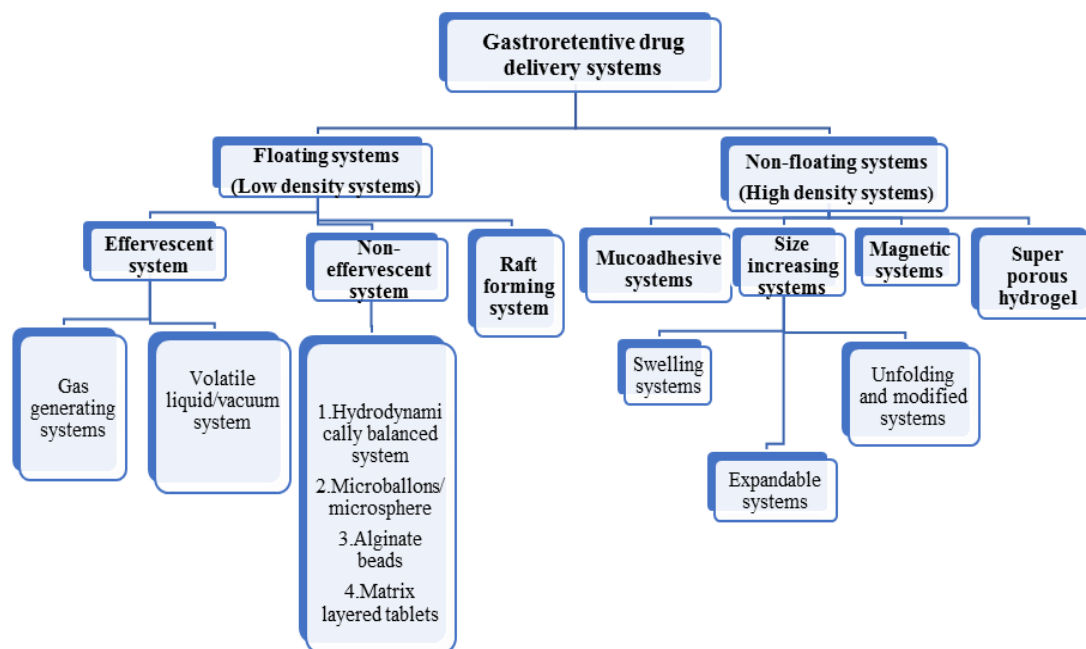 Gastroretentive drug
delivery systems
Floating systems
(Low density systems)
Non-floating systems
(High density systems)
Effervescent
system
Non-
effervescent
system
Raft
forming
system
Mucoadhesive
systems
Size
increasing
systems
Magnetic
systems
Super
porous
hydrogel
Gas
generating
systems
Volatile
liquid/vacuum
system
1.Hydrodynami
cally balanced
system
2.Microballons/
microsphere
3.Alginate
beads
4.Matrix
layered tablets
Swelling
systems
Expandable
systems
Unfolding
and modified
systems